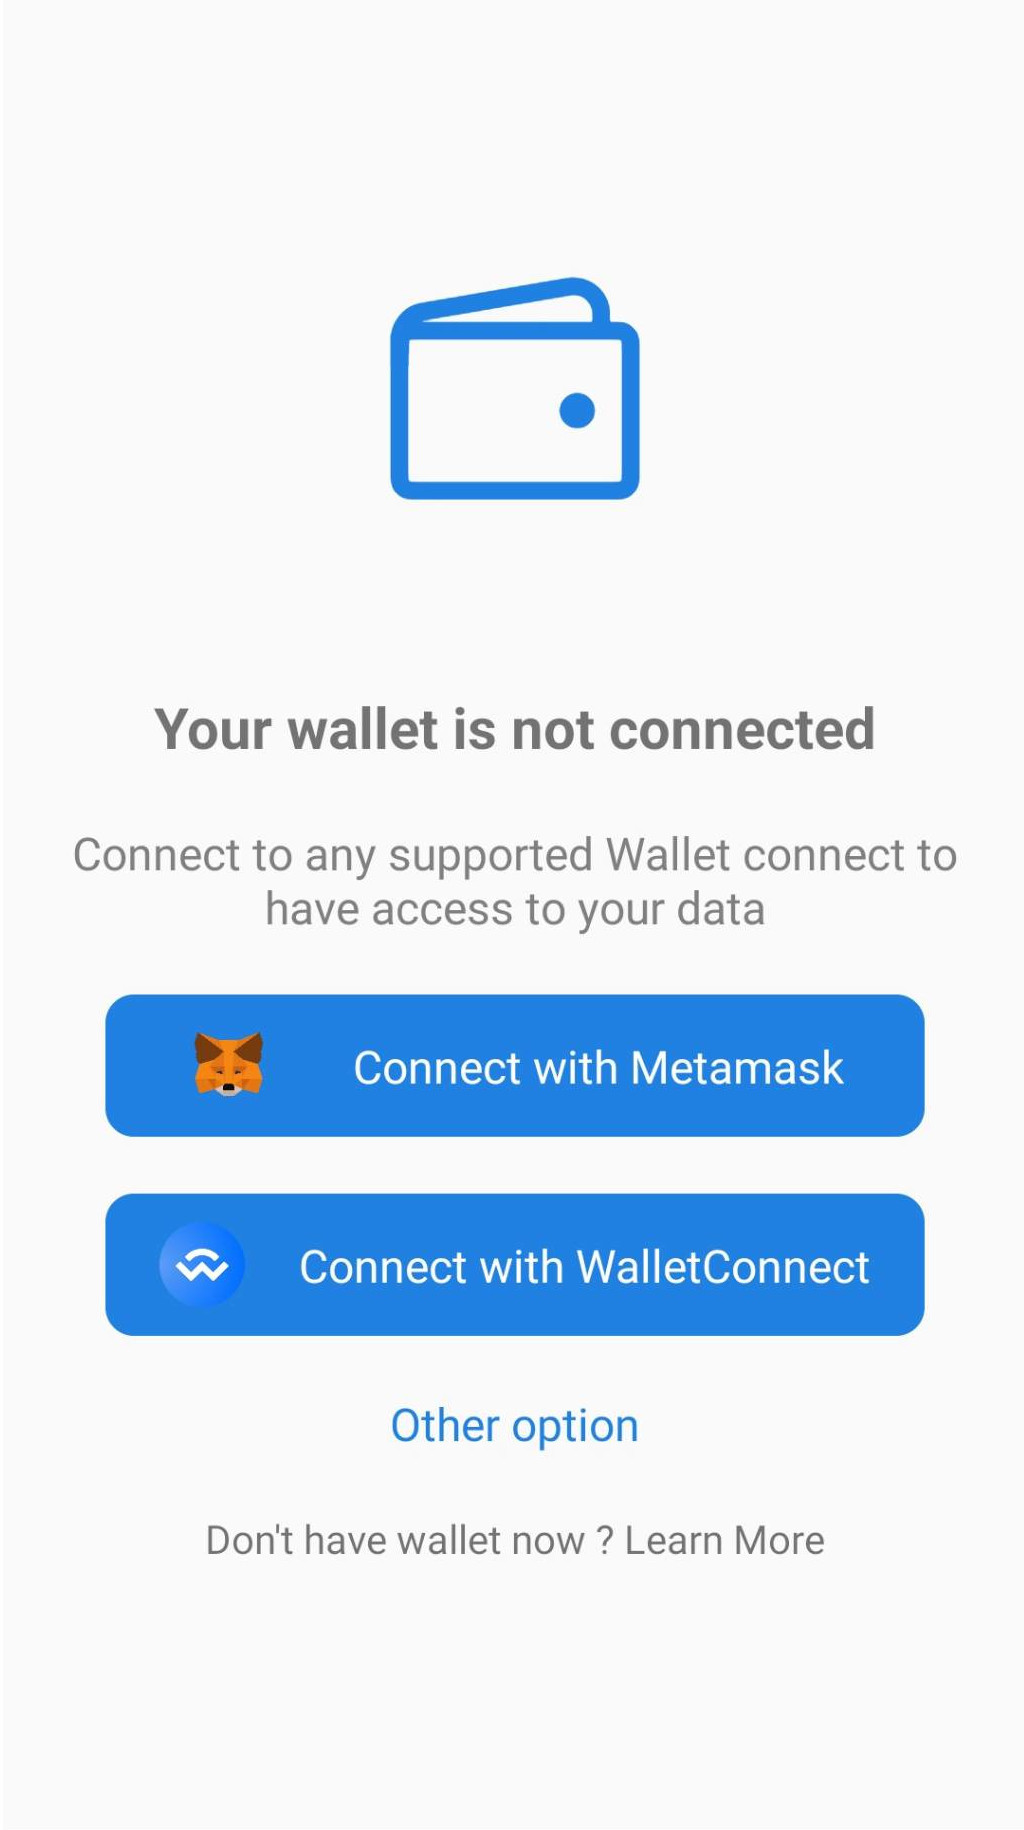 Your wallet is not connected
Connect to any supported Wallet connect to
have access to your data
Connect with Metamask
Connect with WalletConnect
Other option
Don't have wallet now ? Learn More